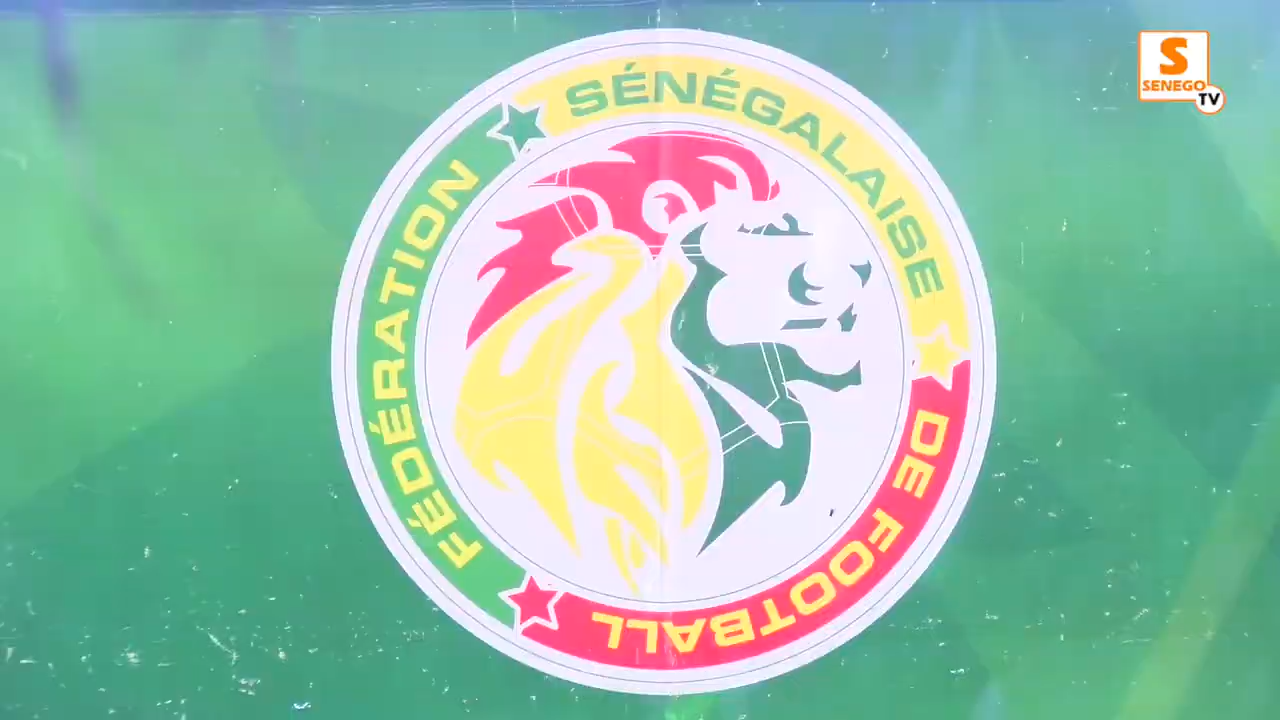 FÉDÉRATION
SÉNÉGALAISE
DE FOOTBALL
S
SENEGO
TV